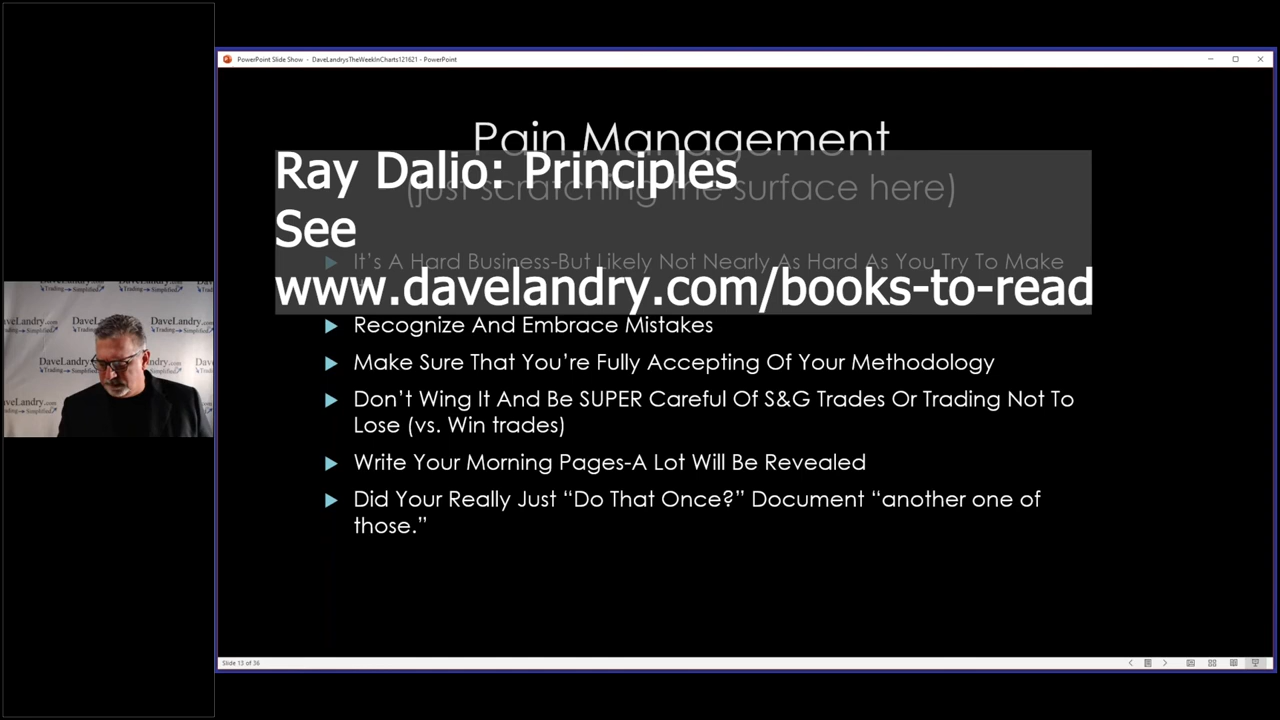 PowerPoint Slide Show - DaveLandrysTheWeekInCharts121621 - PowerPoint
Pain Management
Ray Dalio: Principles
(just scratching the surface here)
See
It's A Hard Business-But Likely Not Nearly As Hard As You Try To Make
www.davelandry.com/books-to-read
Recognize And Embrace Mistakes
Make Sure That You're Fully Accepting Of Your Methodology
Don't Wing It And Be SUPER Careful Of S&G Trades Or Trading Not To
Lose (vs. Win trades)
Write Your Morning Pages-A Lot Will Be Revealed
Did Your Really Just “Do That Once?” Document “another one of
those.”
DaveLandry.com
Trading Simplified
Slide 13 of 36